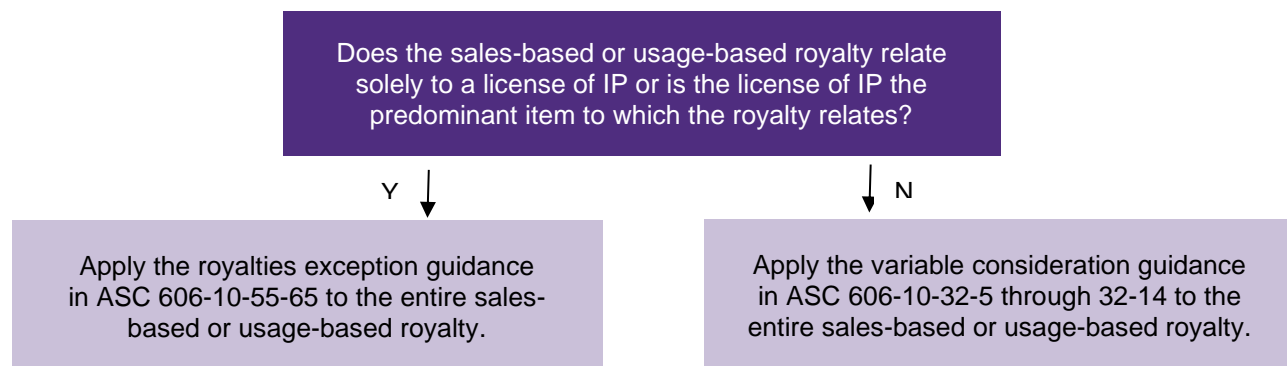 Does the sales-based or usage-based royalty relate
solely to a license of IP or is the license of IP the
predominant item to which the royalty relates?
Y
N
Apply the royalties exception guidance
in ASC 606-10-55-65 to the entire sales-
based or usage-based royalty.
Apply the variable consideration guidance
in ASC 606-10-32-5 through 32-14 to the
entire sales-based or usage-based royalty.